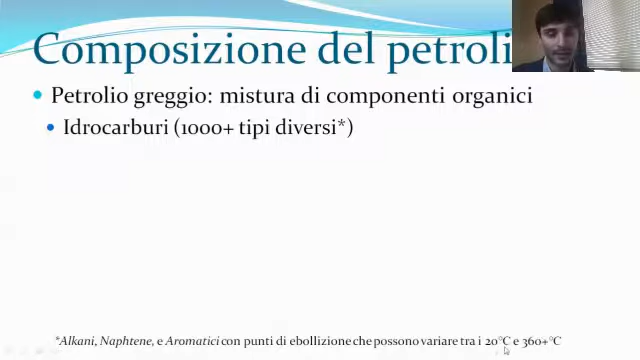 Composizione del petroli
Petrolio greggio: mistura di componenti organici
Idrocarburi (1000+ tipi diversi*)
*Alkani, Naphtene, e Aromatici con punti di ebollizione che possono variare tra i 20°C e 360+°C